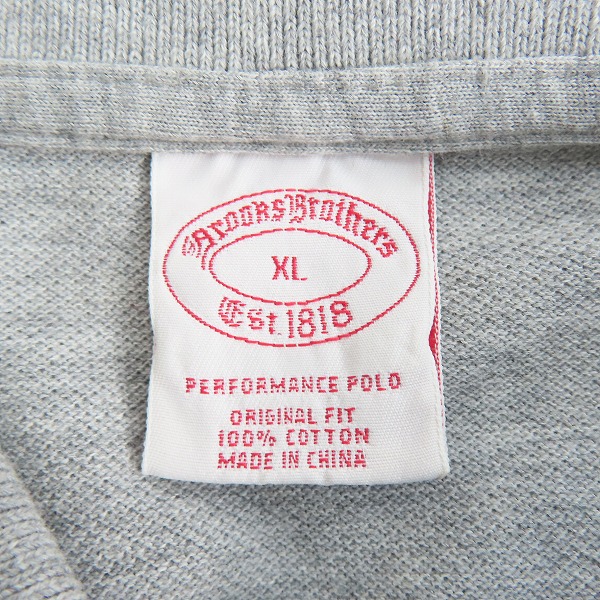 Brooks Brothers
XL
Est. 1818
PERFORMANCE POLO
ORIGINAL FIT
100% COTTON
MADE IN CHINA